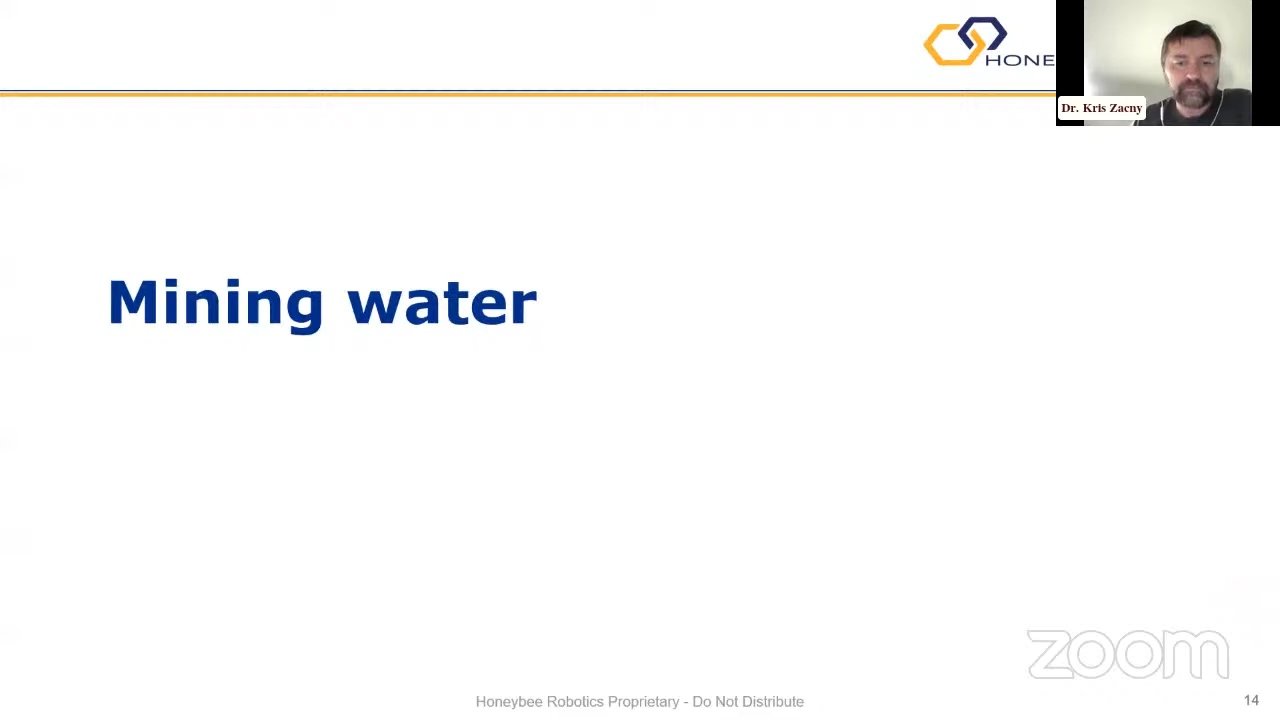 HONE
Dr. Kris Zacny
Mining water
zoom
Honeybee Robotics Proprietary - Do Not Distribute
14